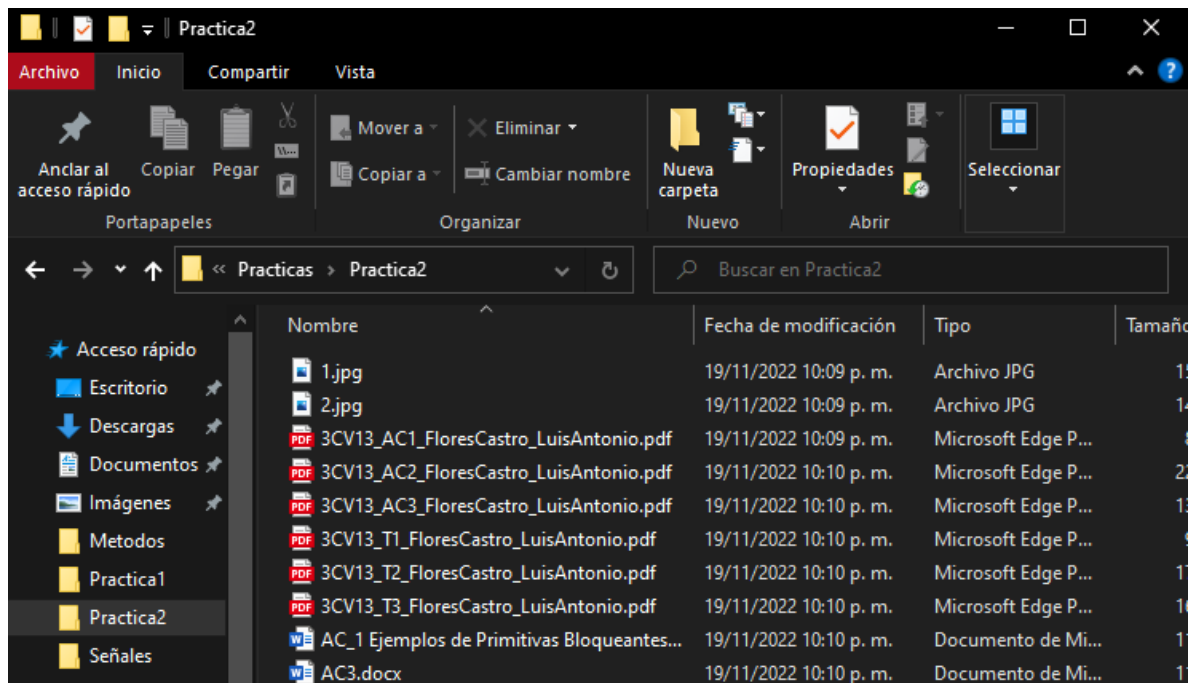 Practica2
Archivo Inicio Compartir Vista
Anclar al acceso rápido
Copiar
Pegar
Portapapeles
Mover a
Copiar a
Eliminar
Cambiar nombre
Organizar
Nueva carpeta
Nuevo
Propiedades
Abrir
Seleccionar
« Practicas > Practica2
Buscar en Practica2
Acceso rápido
Escritorio
Descargas
Documentos
Imágenes
Metodos
Practica1
Practica2
Señales
Nombre Fecha de modificación Tipo
1.jpg 19/11/2022 10:09 p. m. Archivo JPG
2.jpg 19/11/2022 10:09 p. m. Archivo JPG
PDF 3CV13_AC1_FloresCastro_LuisAntonio.pdf 19/11/2022 10:09 p. m. Microsoft Edge P...
PDF 3CV13_AC2_FloresCastro_LuisAntonio.pdf 19/11/2022 10:10 p. m. Microsoft Edge P...
PDF 3CV13_AC3_FloresCastro_LuisAntonio.pdf 19/11/2022 10:10 p. m. Microsoft Edge P...
PDF 3CV13_T1_FloresCastro_LuisAntonio.pdf 19/11/2022 10:10 p. m. Microsoft Edge P...
PDF 3CV13_T2_FloresCastro_LuisAntonio.pdf 19/11/2022 10:10 p. m. Microsoft Edge P...
PDF 3CV13_T3_FloresCastro_LuisAntonio.pdf 19/11/2022 10:10 p. m. Microsoft Edge P...
W AC_1 Ejemplos de Primitivas Bloqueantes... 19/11/2022 10:10 p. m. Documento de Mi...
W AC3.docx 19/11/2022 10:10 p. m. Documento de Mi...